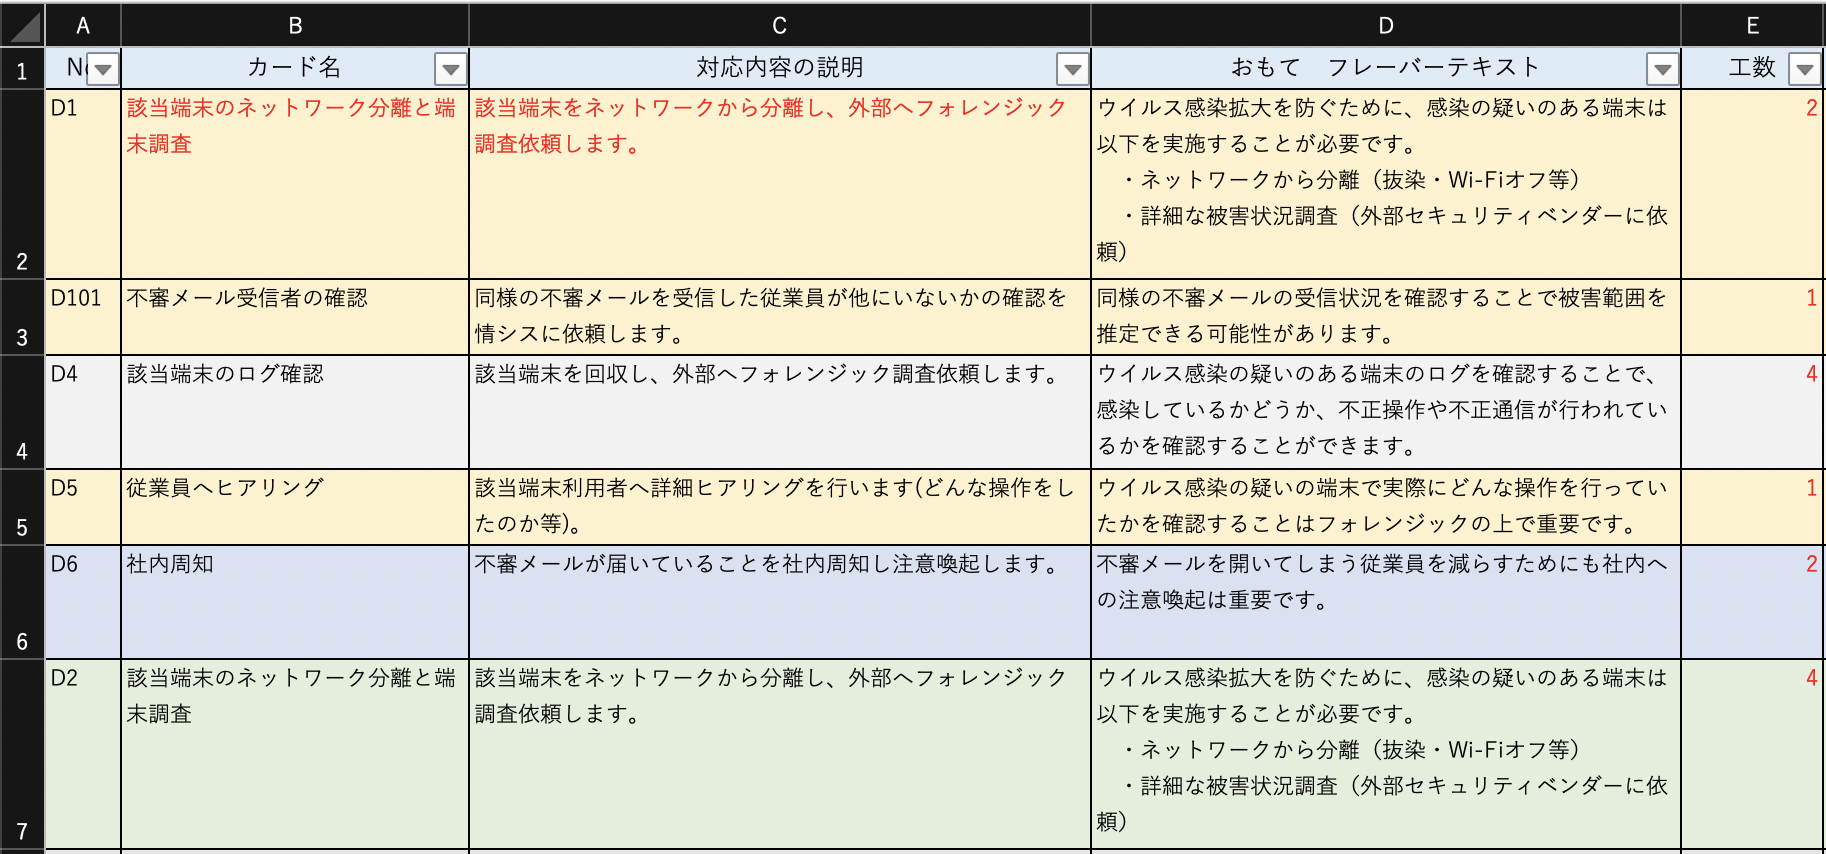 A B C D E
1 No カード名 対応内容の説明 おもて　フレーバーテキスト 工数
D1 該当端末のネットワーク分離と端 該当端末をネットワークから分離し、外部へフォレンジック ウイルス感染拡大を防ぐために、感染の疑いのある端末は 2
末調査 調査依頼します。 以下を実施することが必要です。
・ネットワークから分離（抜染・Wi-Fiオフ等）
・詳細な被害状況調査（外部セキュリティベンダーに依
2 頼）
D101 不審メール受信者の確認 同様の不審メールを受信した従業員が他にいないかの確認を 同様の不審メールの受信状況を確認することで被害範囲を 1
3 情シスに依頼します。 推定できる可能性があります。
D4 該当端末のログ確認 該当端末を回収し、外部へフォレンジック調査依頼します。 ウイルス感染の疑いのある端末のログを確認することで、 4
感染しているかどうか、不正操作や不正通信が行われてい
4 るかを確認することができます。
D5 従業員へヒアリング 該当端末利用者へ詳細ヒアリングを行います(どんな操作をし ウイルス感染の疑いの端末で実際にどんな操作を行ってい 1
5 たのか等)。 たかを確認することはフォレンジックの上で重要です。
D6 社内周知 不審メールが届いていることを社内周知し注意喚起します。 不審メールを開いてしまう従業員を減らすためにも社内へ 2
の注意喚起は重要です。
6
D2 該当端末のネットワーク分離と端 該当端末をネットワークから分離し、外部へフォレンジック ウイルス感染拡大を防ぐために、感染の疑いのある端末は 4
末調査 調査依頼します。 以下を実施することが必要です。
・ネットワークから分離（抜染・Wi-Fiオフ等）
・詳細な被害状況調査（外部セキュリティベンダーに依
7 頼）